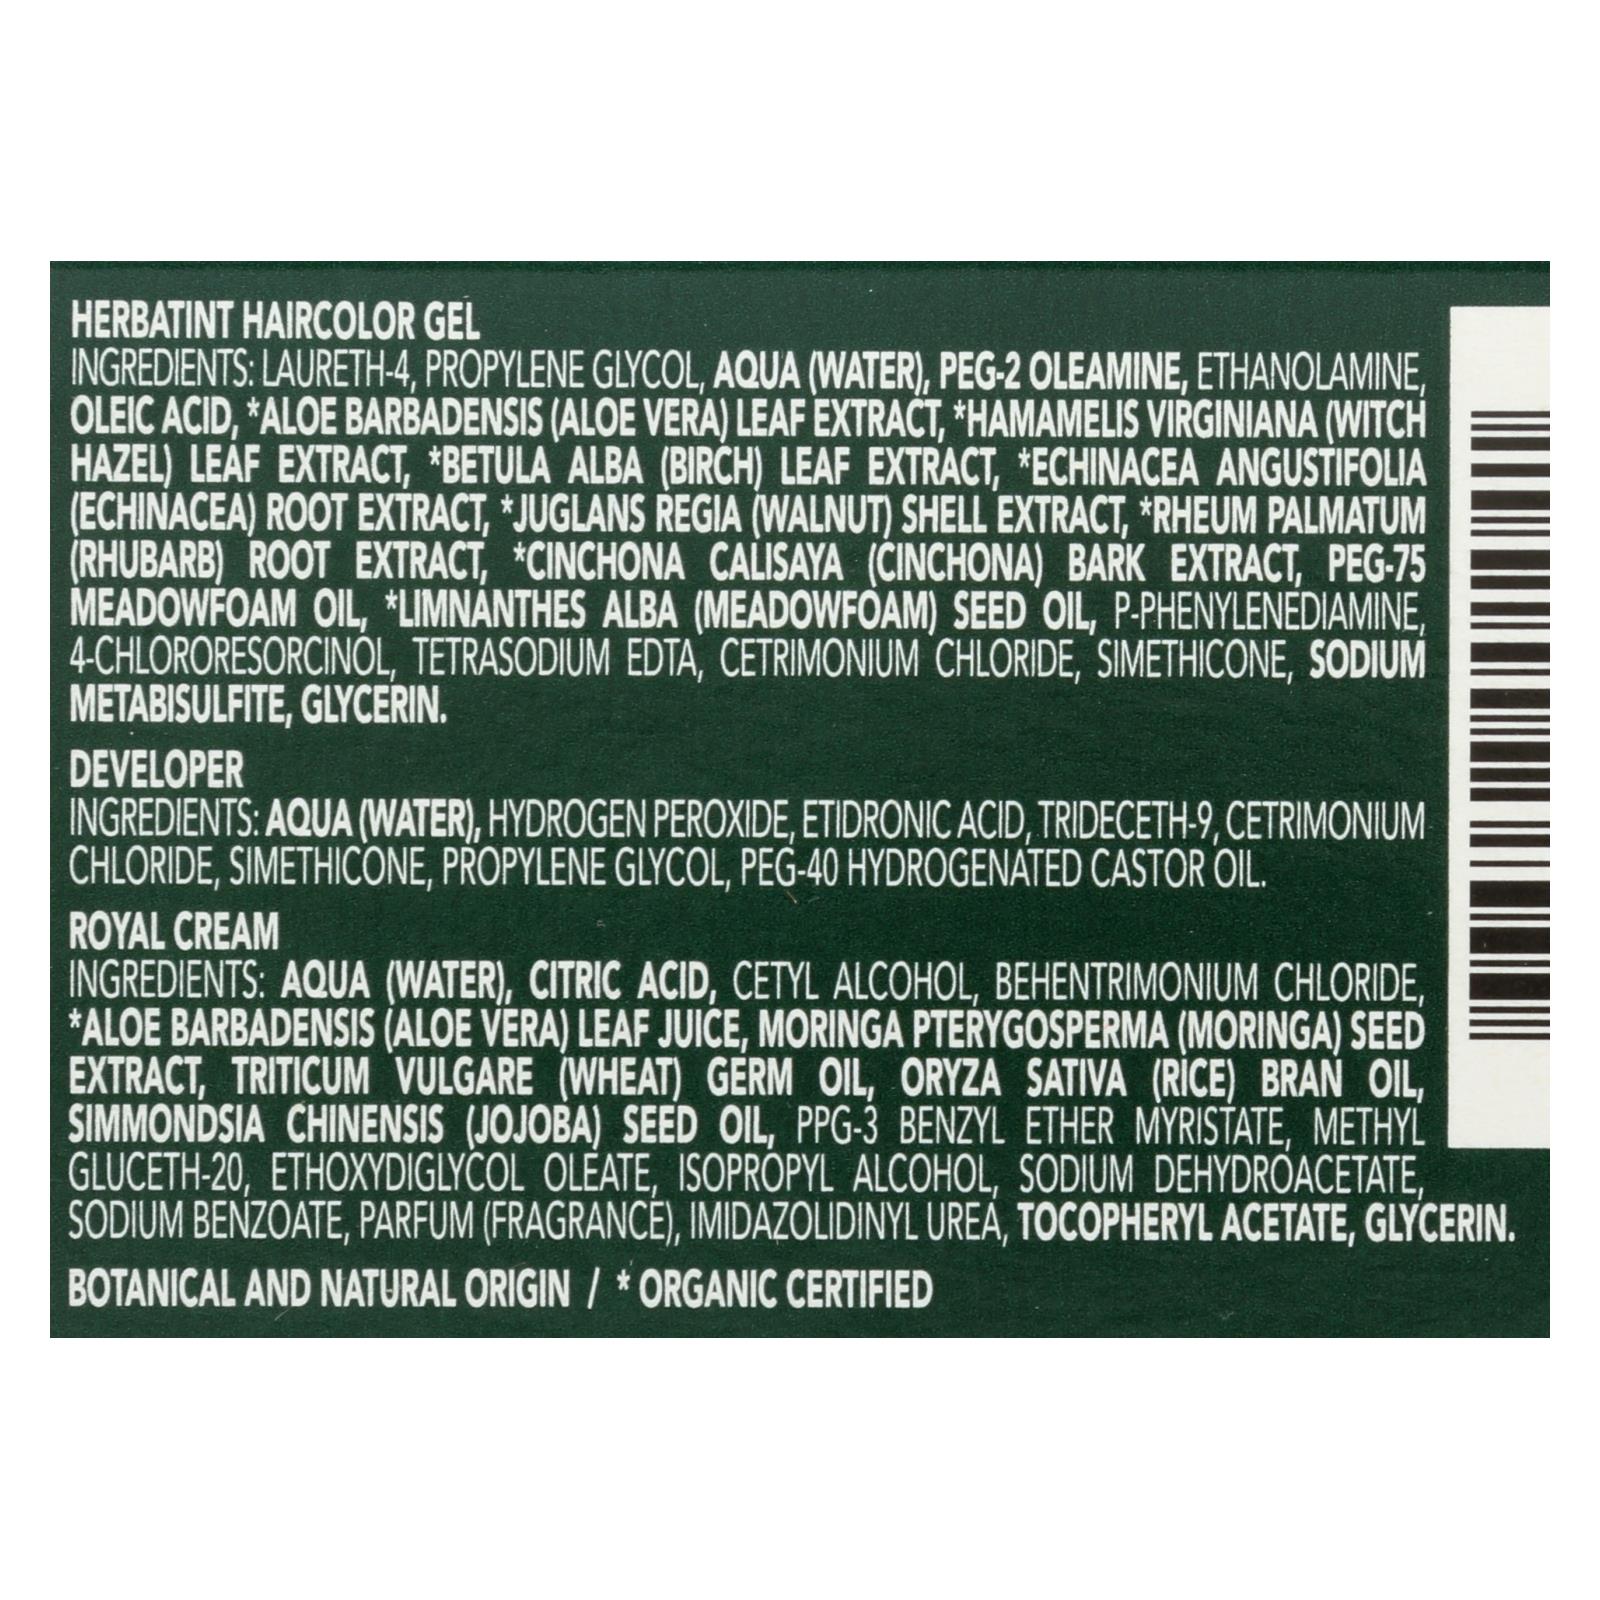 HERBATINT HAIRCOLOR GEL
INGREDIENTS: LAURETH-4, PROPYLENE GLYCOL, AQUA (WATER), PEG-2 OLEAMINE, ETHANOLAMINE,
OLEIC ACID, *ALOE BARBADENSIS (ALOE VERA) LEAF EXTRACT, *HAMAMELIS VIRGINIANA (WITCH
HAZEL) LEAF EXTRACT, *BETULA ALBA (BIRCH) LEAF EXTRACT, *ECHINACEA ANGUSTIFOLIA
(ECHINACEA) ROOT EXTRACT, *JUGLANS REGIA (WALNUT) SHELL EXTRACT, *RHEUM PALMATUM
(RHUBARB) ROOT EXTRACT, *CINCHONA CALISAYA (CINCHONA) BARK EXTRACT, PEG-75
MEADOWFOAM OIL, *LIMNANTHES ALBA (MEADOWFOAM) SEED OIL, P-PHENYLENEDIAMINE,
4-CHLORORESORCINOL, TETRASODIUM EDTA, CETRIMONIUM CHLORIDE, SIMETHICONE, SODIUM
METABISULFITE, GLYCERIN.
DEVELOPER
INGREDIENTS: AQUA (WATER), HYDROGEN PEROXIDE, ETIDRONIC ACID, TRIDECETH-9, CETRIMONIUM
CHLORIDE, SIMETHICONE, PROPYLENE GLYCOL, PEG-40 HYDROGENATED CASTOR OIL.
ROYAL CREAM
INGREDIENTS: AQUA (WATER), CITRIC ACID, CETYL ALCOHOL, BEHENTRIMONIUM CHLORIDE,
*ALOE BARBADENSIS (ALOE VERA) LEAF JUICE, MORINGA PTERYGOSPERMA (MORINGA) SEED
EXTRACT, TRITICUM VULGARE (WHEAT) GERM OIL, ORYZA SATIVA (RICE) BRAN OIL,
SIMMONDSIA CHINENSIS (JOJOBA) SEED OIL, PPG-3 BENZYL ETHER MYRISTATE, METHYL
GLUCETH-20, ETHOXYDIGLYCOL OLEATE, ISOPROPYL ALCOHOL, SODIUM DEHYDROACETATE,
SODIUM BENZOATE, PARFUM (FRAGRANCE), IMIDAZOLIDINYL UREA, TOCOPHERYL ACETATE, GLYCERIN.
BOTANICAL AND NATURAL ORIGIN / * ORGANIC CERTIFIED